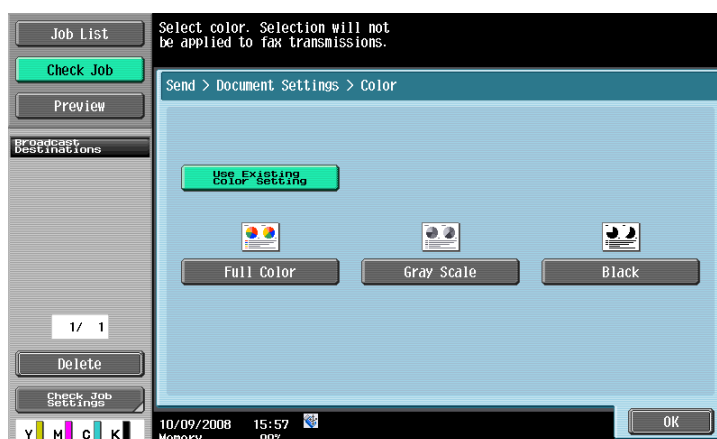 Job List
Check Job
Preview
Broadcast
Destinations
1/ 1
Delete
Check Job
Settings
Y M C K
Select color. Selection will not
be applied to fax transmissions.
Send > Document Settings > Color
Use Existing
Color Setting
Full Color
Gray Scale
Black
10/09/2008 15:57
Memory
OK